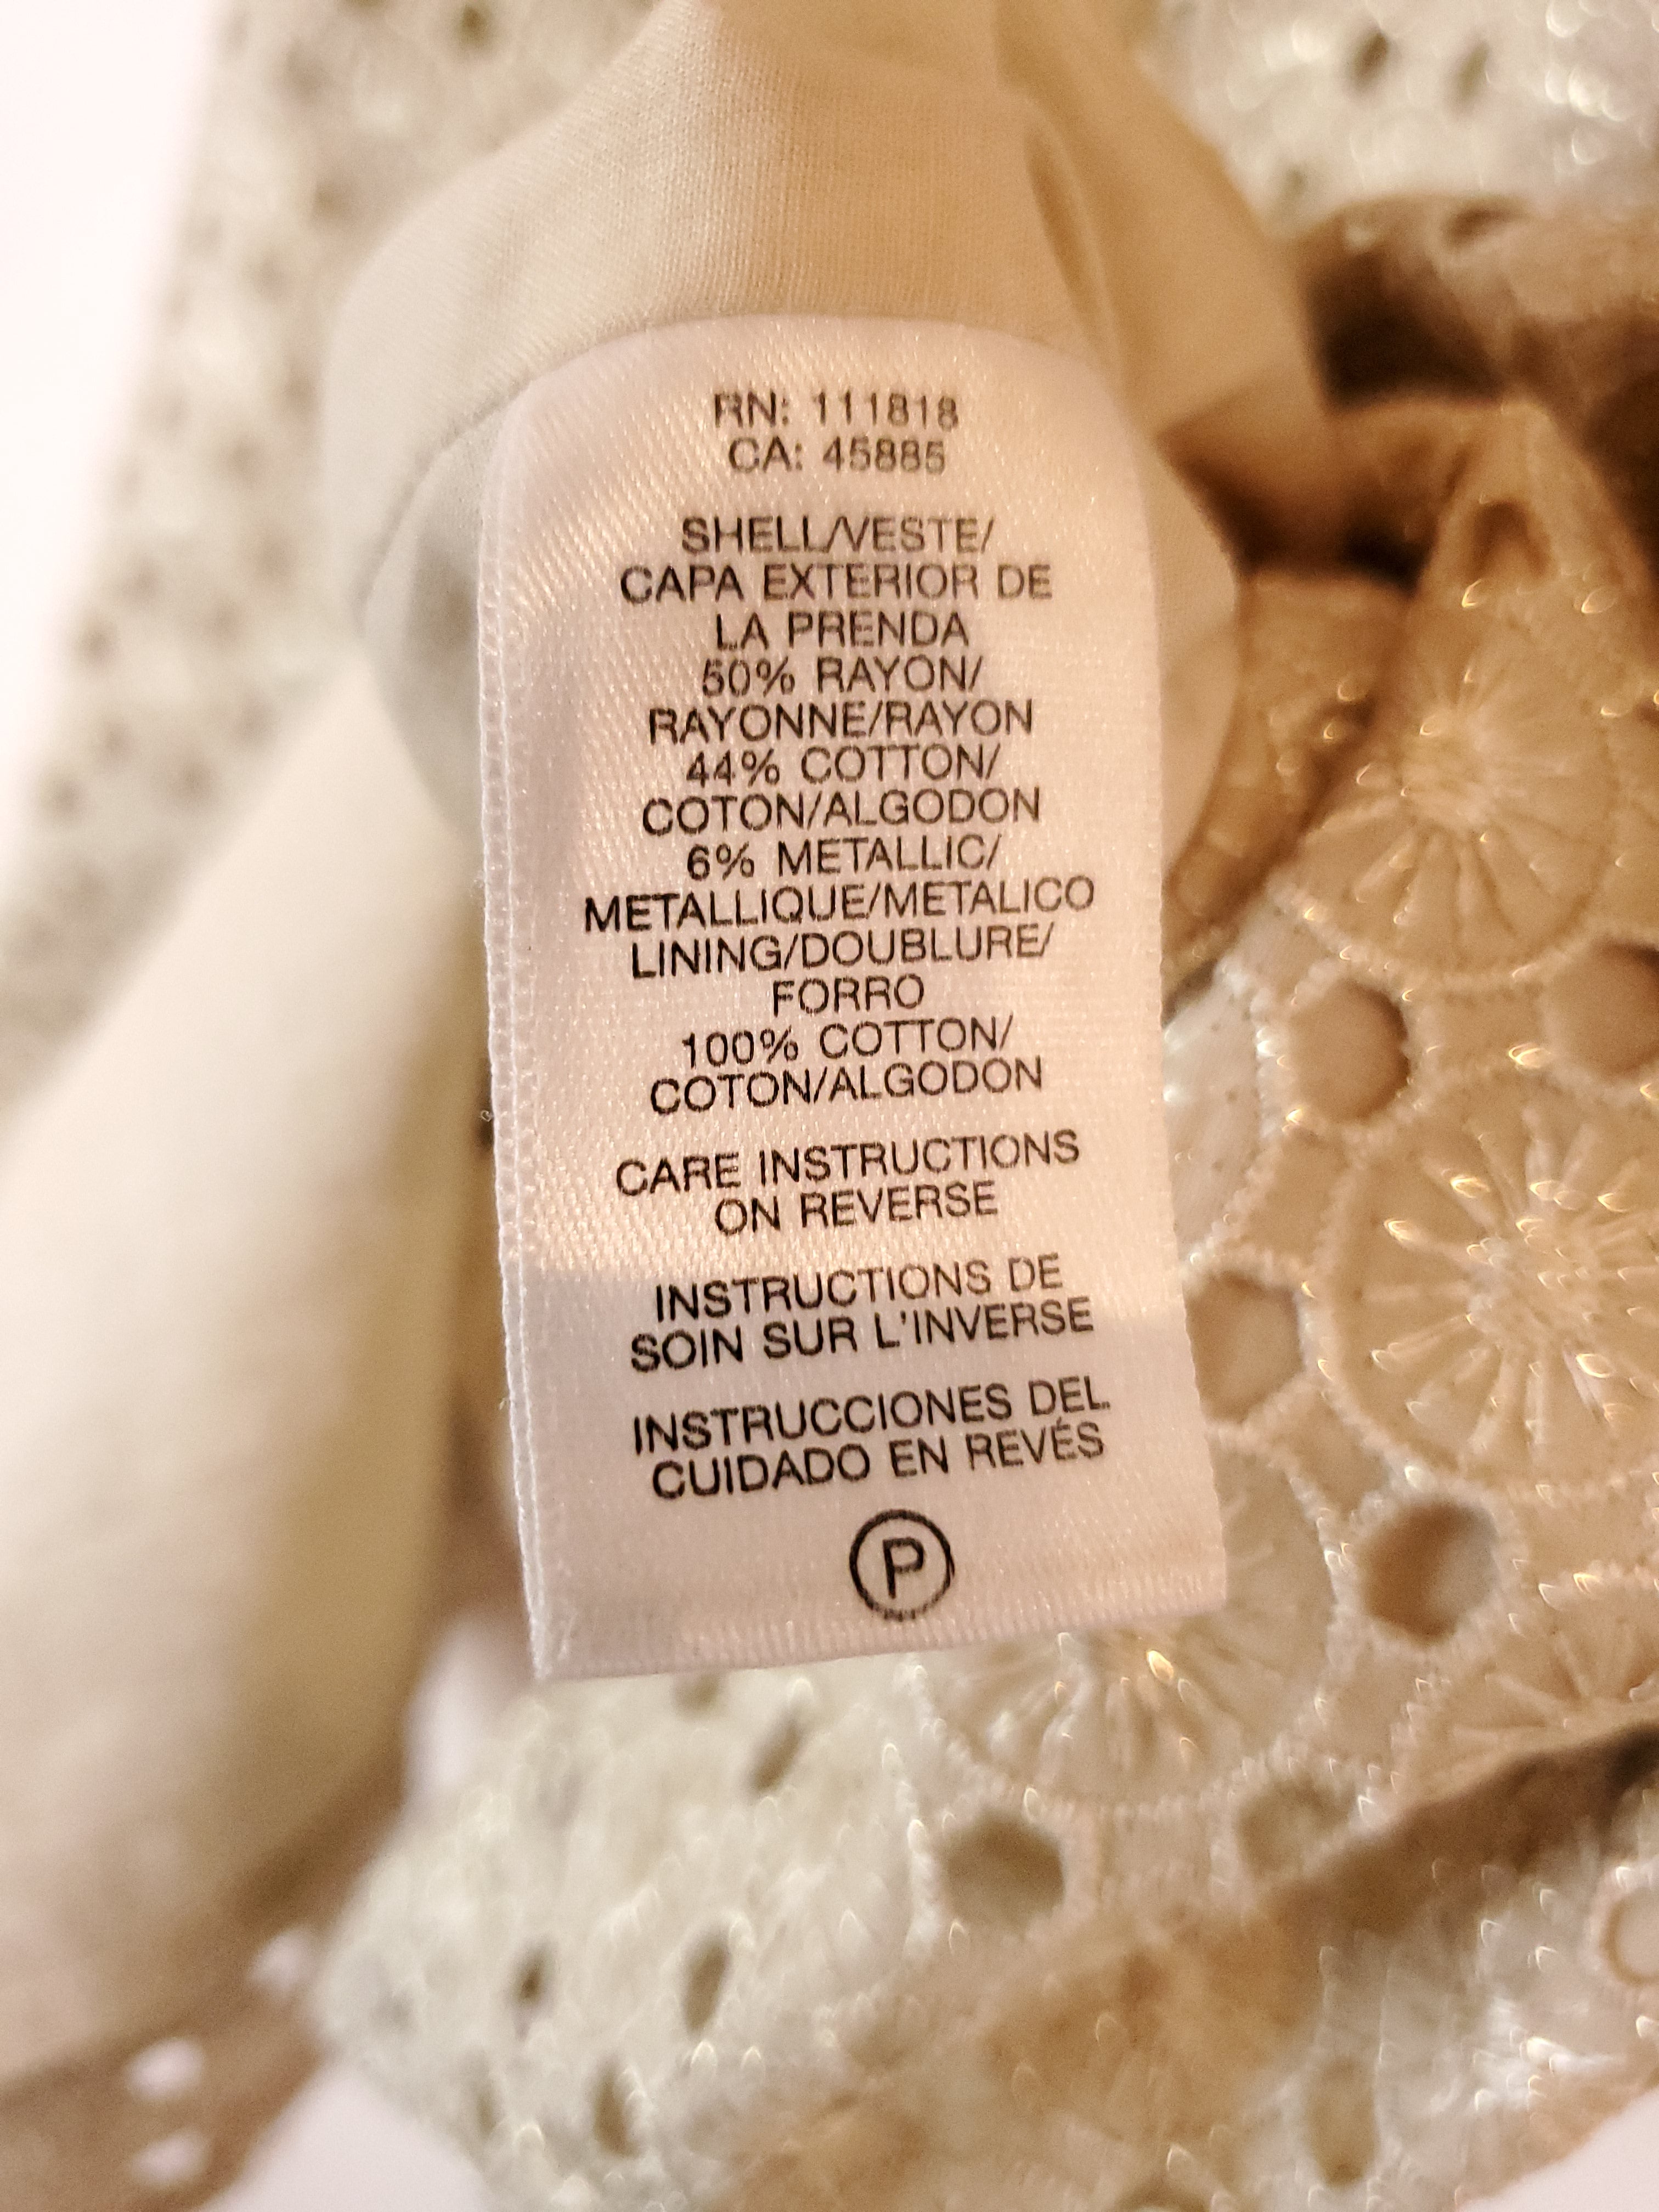 RN: 111818
CA: 45885
SHELL/VESTE/
CAPA EXTERIOR DE
LA PRENDA
50% RAYON/
RAYONNE/RAYON
44% COTTON/
COTON/ALGODON
6% METALLIC/
METALLIQUE/METALICO
LINING/DOUBLURE/
FORRO
100% COTTON/
COTON/ALGODON
CARE INSTRUCTIONS
ON REVERSE
INSTRUCTIONS DE
SOIN SUR L'INVERSE
INSTRUCCIONES DEL
CUIDADO EN REVÉS
P